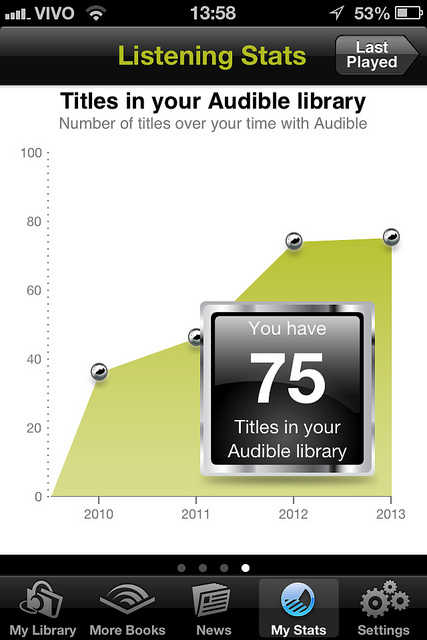 VIVO 13:58 53%
Listening Stats
Last
Played
Titles in your Audible library
Number of titles over your time with Audible
100
80
60
40
20
0
You have
75
Titles in your
Audible library
2010 2011 2012 2013
My Library More Books News My Stats Settings